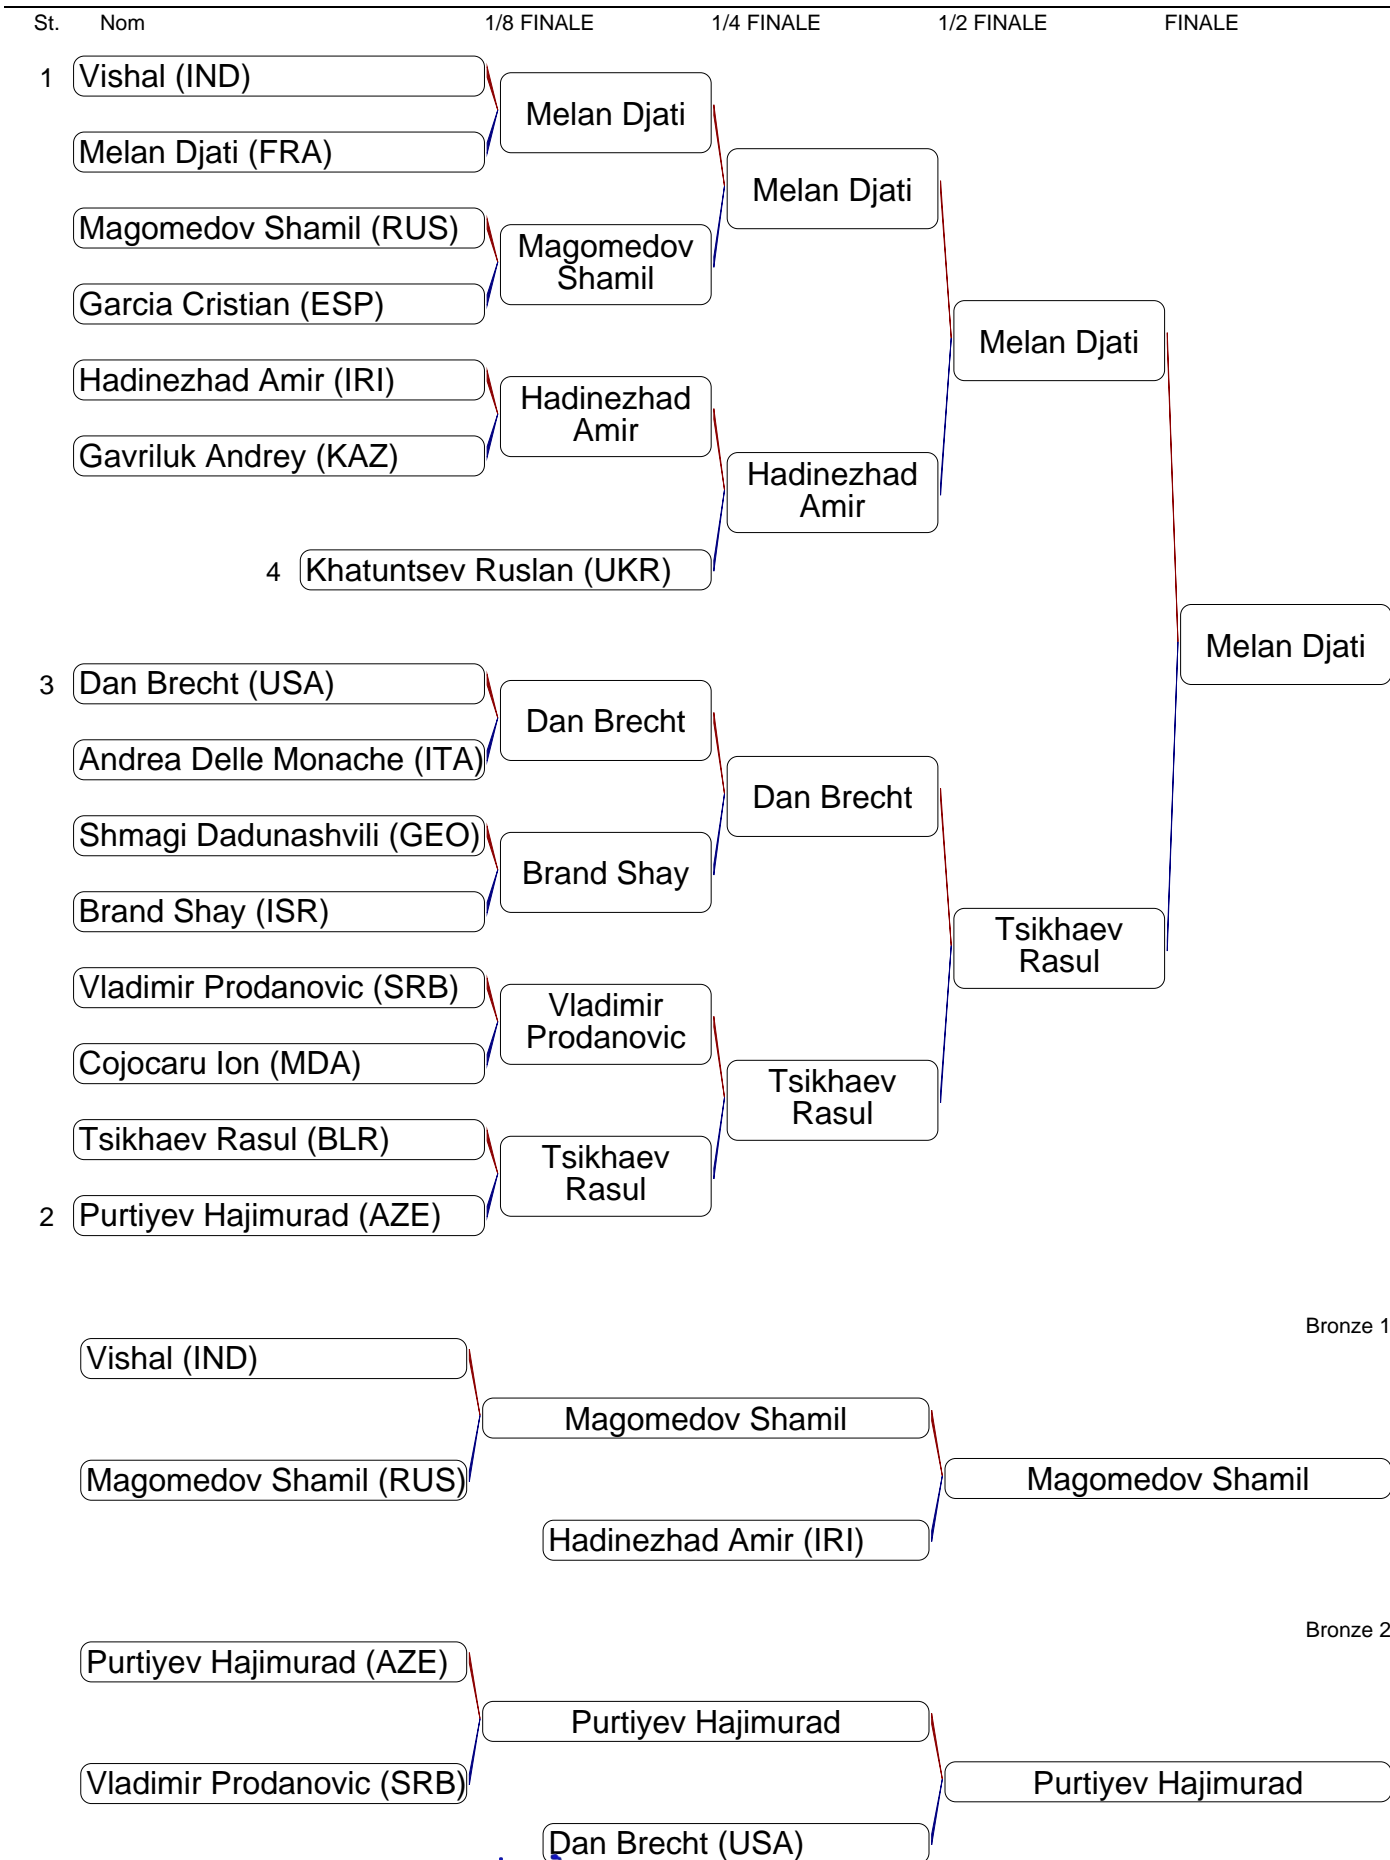 St. Nom 1/8 FINALE 1/4 FINALE 1/2 FINALE FINALE
1 Vishal (IND)
Melan Djati (FRA)
Magomedov Shamil (RUS)
Garcia Cristian (ESP)
Hadinezhad Amir (IRI)
Gavriluk Andrey (KAZ)
4 Khatuntsev Ruslan (UKR)
3 Dan Brecht (USA)
Andrea Delle Monache (ITA)
Shmagi Dadunashvili (GEO)
Brand Shay (ISR)
Vladimir Prodanovic (SRB)
Cojocaru Ion (MDA)
Tsikhaev Rasul (BLR)
2 Purtiyev Hajimurad (AZE)
Melan Djati
Magomedov
Shamil
Hadinezhad
Amir
Dan Brecht
Brand Shay
Vladimir
Prodanovic
Tsikhaev
Rasul
Melan Djati
Hadinezhad
Amir
Dan Brecht
Tsikhaev
Rasul
Melan Djati
Tsikhaev
Rasul
Melan Djati
Bronze 1
Vishal (IND)
Magomedov Shamil (RUS)
Magomedov Shamil
Hadinezhad Amir (IRI)
Magomedov Shamil
Bronze 2
Purtiyev Hajimurad (AZE)
Vladimir Prodanovic (SRB)
Purtiyev Hajimurad
Dan Brecht (USA)
Purtiyev Hajimurad